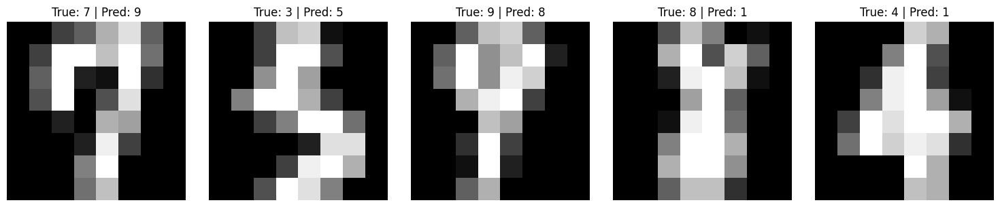 True: 7 | Pred: 9
True: 3 | Pred: 5
True: 9 | Pred: 8
True: 8 | Pred: 1
True: 4 | Pred: 1